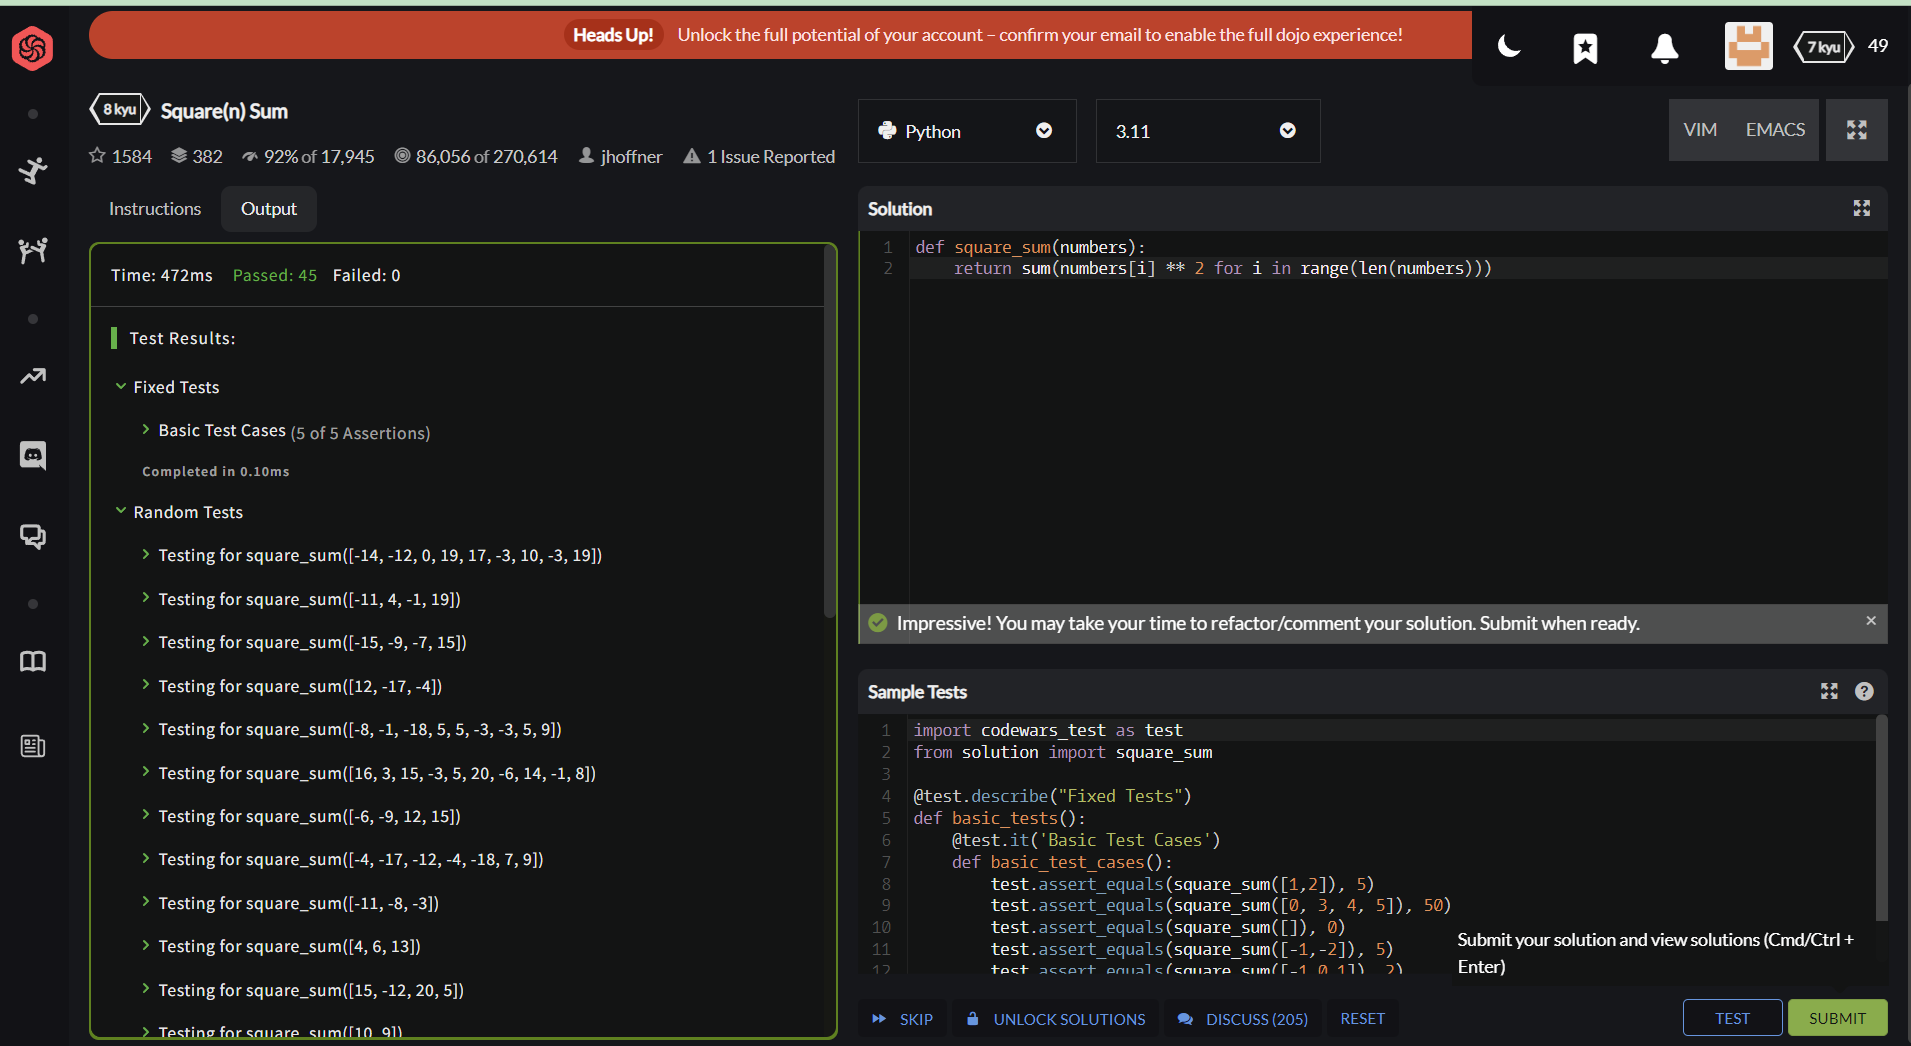 Heads Up! Unlock the full potential of your account – confirm your email to enable the full dojo experience!
7 kyu 49
8 kyu Square(n) Sum
1584 382 92% of 17,945 86,056 of 270,614 jhoffner 1 Issue Reported
Instructions Output
Time: 472ms Passed: 45 Failed: 0
Test Results:
Fixed Tests
Basic Test Cases (5 of 5 Assertions)
Completed in 0.10ms
Random Tests
Testing for square_sum([-14, -12, 0, 19, 17, -3, 10, -3, 19])
Testing for square_sum([-11, 4, -1, 19])
Testing for square_sum([-15, -9, -7, 15])
Testing for square_sum([12, -17, -4])
Testing for square_sum([-8, -1, -18, 5, 5, -3, -3, 5, 9])
Testing for square_sum([16, 3, 15, -3, 5, 20, -6, 14, -1, 8])
Testing for square_sum([-6, -9, 12, 15])
Testing for square_sum([-4, -17, -12, -4, -18, 7, 9])
Testing for square_sum([-11, -8, -3])
Testing for square_sum([4, 6, 13])
Testing for square_sum([15, -12, 20, 5])
Testing for square_sum([10, 9])
Python 3.11 VIM EMACS
Solution
1 def square_sum(numbers):
2     return sum(numbers[i] ** 2 for i in range(len(numbers)))
Impressive! You may take your time to refactor/comment your solution. Submit when ready. ×
Sample Tests ?
1 import codewars_test as test
2 from solution import square_sum
3
4 @test.describe("Fixed Tests")
5 def basic_tests():
6     @test.it('Basic Test Cases')
7     def basic_test_cases():
8         test.assert_equals(square_sum([1,2]), 5)
9         test.assert_equals(square_sum([0, 3, 4, 5]), 50)
10         test.assert_equals(square_sum([]), 0)
11         test.assert_equals(square_sum([-1,-2]), 5)
12         test.assert_equals(square_sum([-1,0,1]), 2)
Submit your solution and view solutions (Cmd/Ctrl +
Enter)
SKIP UNLOCK SOLUTIONS DISCUSS (205) RESET TEST SUBMIT